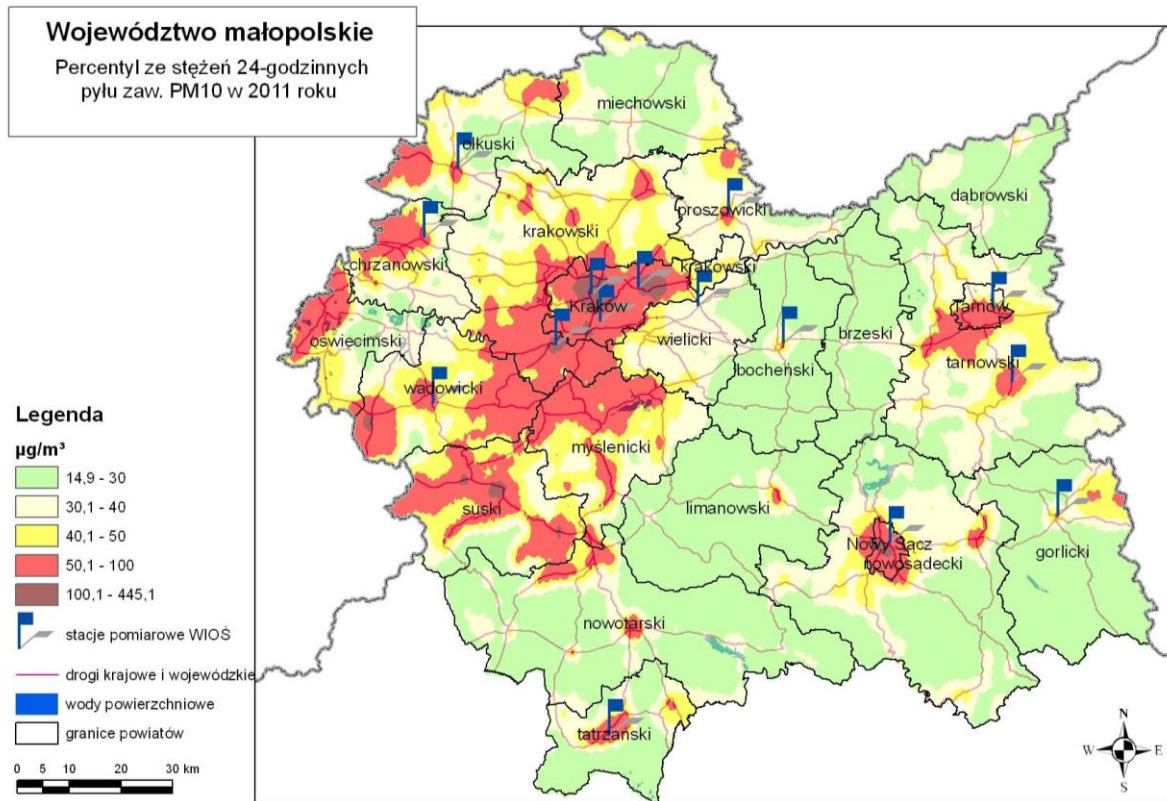 Województwo małopolskie
Percentyl ze stężeń 24-godzinnych
pyłu zaw. PM10 w 2011 roku
miechowski
olkuski
dąbrowski
proszowicki
krakowski
chrzanowski
krakowski
Kraków
Tarnów
oświęcimski
wielicki
brzeski
bocheński
tarnowski
wadowicki
myślenicki
suski
limanowski
Nowy Sącz
nowosądecki
gorlicki
nowotarski
tatrzański
Legenda
µg/m³
14,9 - 30
30,1 - 40
40,1 - 50
50,1 - 100
100,1 - 445,1
stacje pomiarowe WIOŚ
drogi krajowe i wojewódzkie
wody powierzchniowe
granice powiatów
0 5 10 20 30 km
N
W E
S